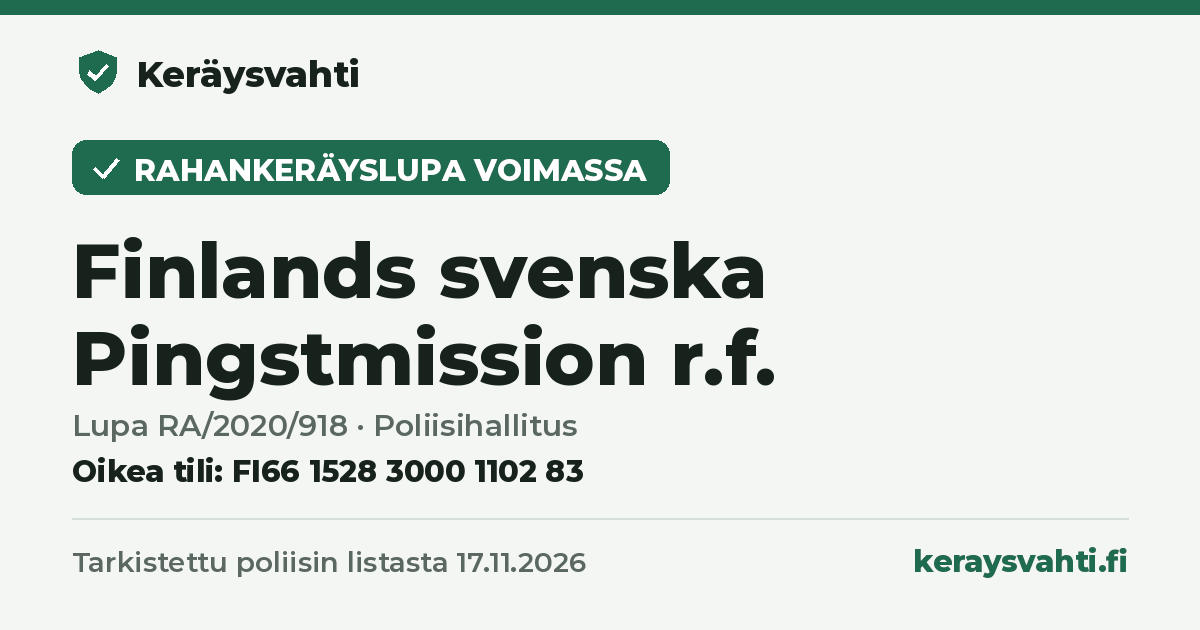 Keräysvahti
RAHANKERÄYSLUPA VOIMASSA
Finlands svenska
Pingstmission r.f.
Lupa RA/2020/918 · Poliisihallitus
Oikea tili: FI66 1528 3000 1102 83
Tarkistettu poliisin listasta 17.11.2026
keraysvahti.fi